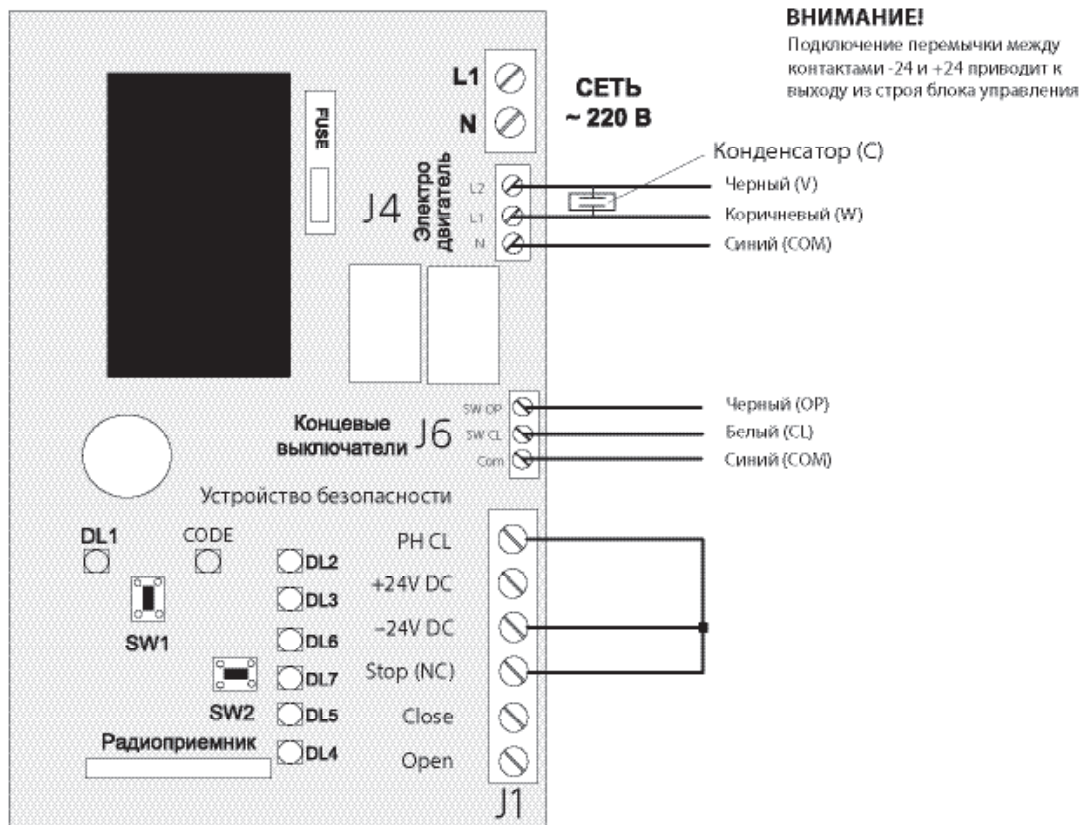 ВНИМАНИЕ!
Подключение перемычки между
контактами -24 и +24 приводит к
выходу из строя блока управления
L1
N
СЕТЬ
~ 220 В
FUSE
J4
Электро
двигатель
L2
L1
N
Конденсатор (C)
Черный (V)
Коричневый (W)
Синий (COM)
Концевые
выключатели
J6
SW OP
SW CL
Com
Черный (OP)
Белый (CL)
Синий (COM)
Устройство безопасности
DL1
CODE
SW1
SW2
DL2
DL3
DL6
DL7
DL5
DL4
PH CL
+24V DC
−24V DC
Stop (NC)
Close
Open
Радиоприемник
J1